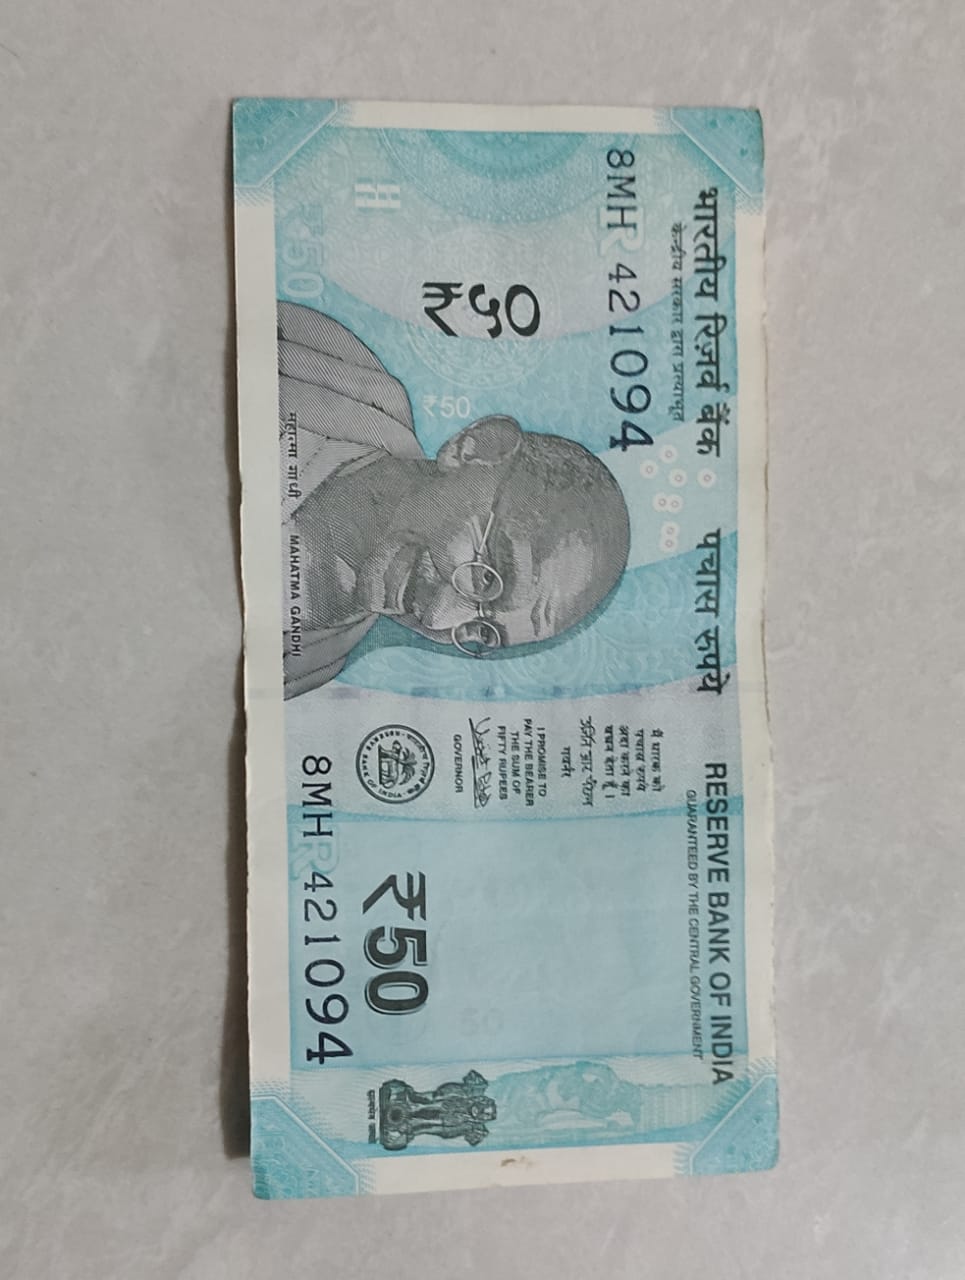 भारतीय रिज़र्व बैंक
केन्द्रीय सरकार द्वारा प्रत्याभूत
पचास रुपये
RESERVE BANK OF INDIA
GUARANTEED BY THE CENTRAL GOVERNMENT
8MH 421094
₹५०
₹50
मैं धारक को
पचास रुपये
अदा करने का
वचन देता हूँ।
उर्जित आर पटेल
गवर्नर
I PROMISE TO
PAY THE BEARER
THE SUM OF
FIFTY RUPEES
GOVERNOR
भारतीय रिज़र्व बैंक
RESERVE BANK OF INDIA
₹50
सत्यमेव जयते
8MH 421094
₹50
महात्मा गांधी
MAHATMA GANDHI